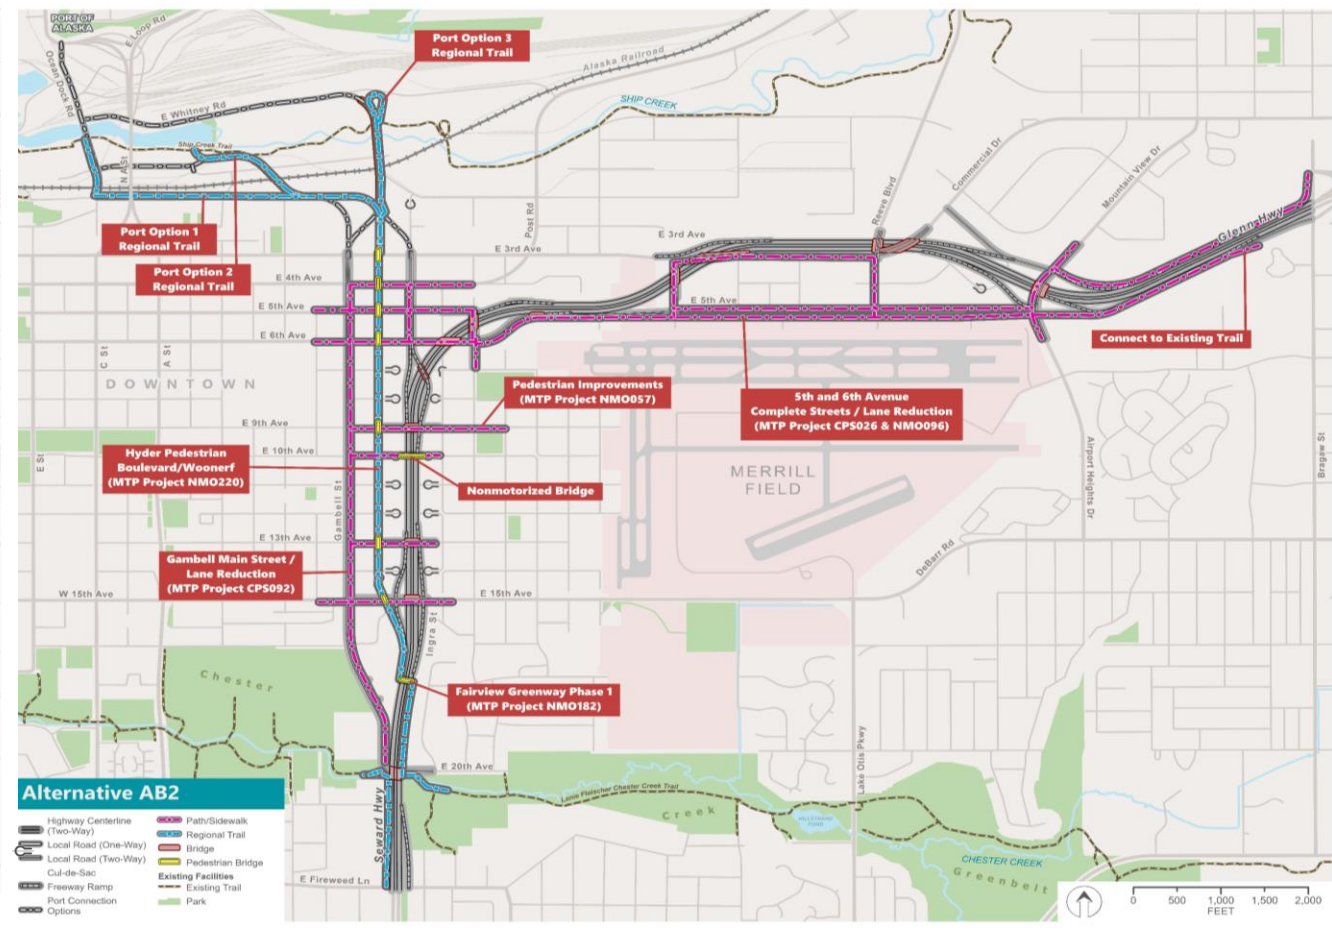 PORT OF
ALASKA
E Loop Rd
Ocean Dock Rd
Port Option 3
Regional Trail
Alaska Railroad
E Whitney Rd
SHIP CREEK
Ship Creek Trail
N A St
Commercial Dr
Mountain View Dr
Reeve Blvd
Post Rd
Glenn Hwy
Port Option 1
Regional Trail
E 3rd Ave
E 3rd Ave
Port Option 2
Regional Trail
E 4th Ave
E 5th Ave
E 5th Ave
E 6th Ave
Connect to Existing Trail
C St
A St
DOWNTOWN
Pedestrian Improvements
(MTP Project NMO057)
5th and 6th Avenue
Complete Streets / Lane Reduction
(MTP Project CPS026 & NMO096)
E 9th Ave
E 10th Ave
Hyder Pedestrian
Boulevard/Woonerf
(MTP Project NMO220)
E St
Nonmotorized Bridge
MERRILL
FIELD
Airport Heights Dr
Bragaw St
Gambell St
E 13th Ave
Gambell Main Street /
Lane Reduction
(MTP Project CPS092)
DeBarr Rd
W 15th Ave
E 15th Ave
Ingra St
Chester
Fairview Greenway Phase 1
(MTP Project NMO182)
Lake Otis Pkwy
E 20th Ave
Lanie Fleischer Chester Creek Trail
Creek
HILLSTROM
POND
Seward Hwy
CHESTER CREEK
Greenbelt
E Fireweed Ln
Alternative AB2
Highway Centerline
(Two-Way)
Local Road (One-Way)
Local Road (Two-Way)
Cul-de-Sac
Freeway Ramp
Port Connection
Options
Path/Sidewalk
Regional Trail
Bridge
Pedestrian Bridge
Existing Facilities
Existing Trail
Park
0 500 1,000 1,500 2,000
FEET